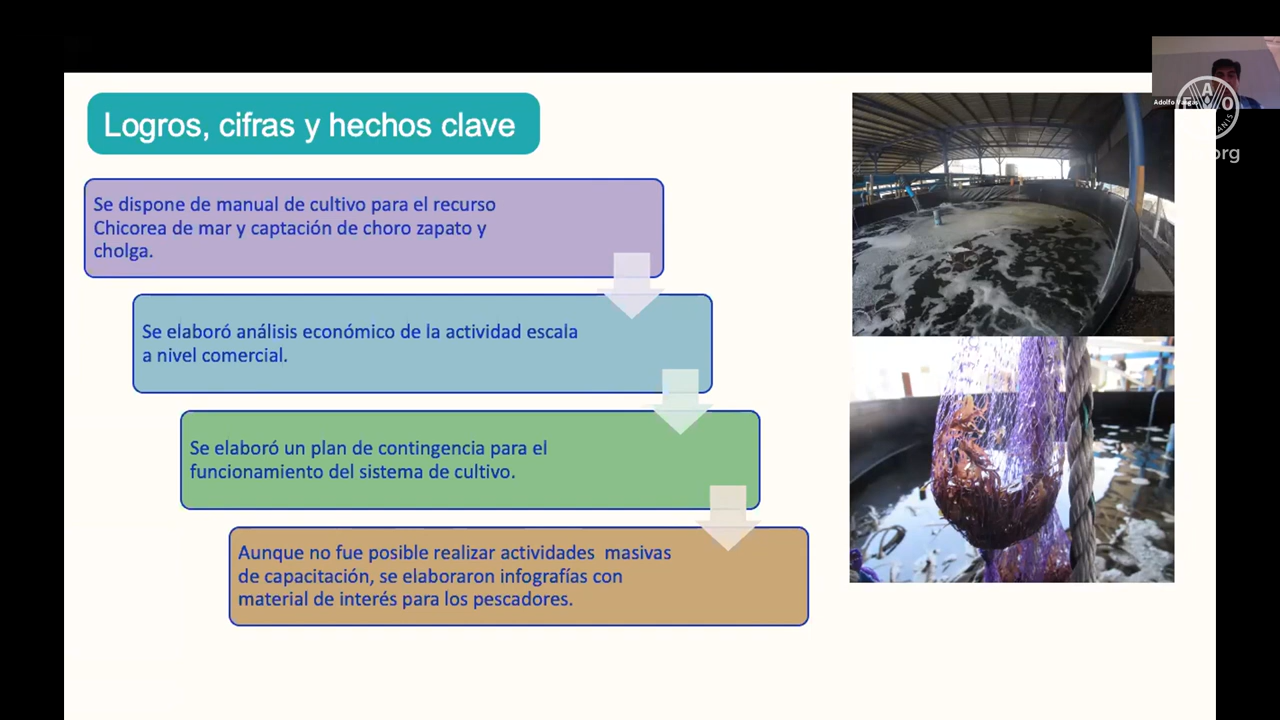 Logros, cifras y hechos clave
Se dispone de manual de cultivo para el recurso
Chicorea de mar y captación de choro zapato y
cholga.
Se elaboró análisis económico de la actividad escala
a nivel comercial.
Se elaboró un plan de contingencia para el
funcionamiento del sistema de cultivo.
Aunque no fue posible realizar actividades masivas
de capacitación, se elaboraron infografías con
material de interés para los pescadores.
Adolfo
F A O
PANIS
org